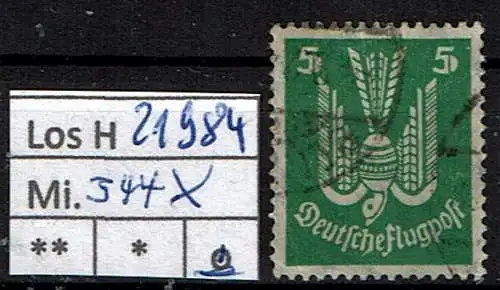 Los H 21984
Mi. 344 X
** * ⊙
5 5
Deutsche Flugpost